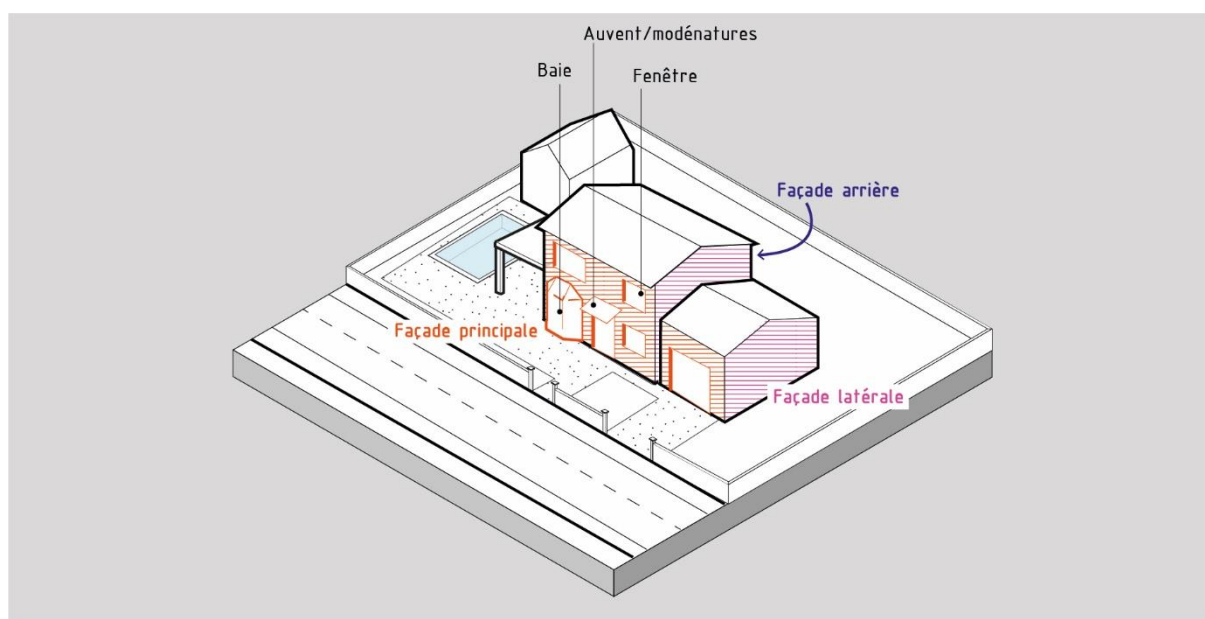 Auvent/modénatures
Baie
Fenêtre
Façade arrière
Façade principale
Façade latérale